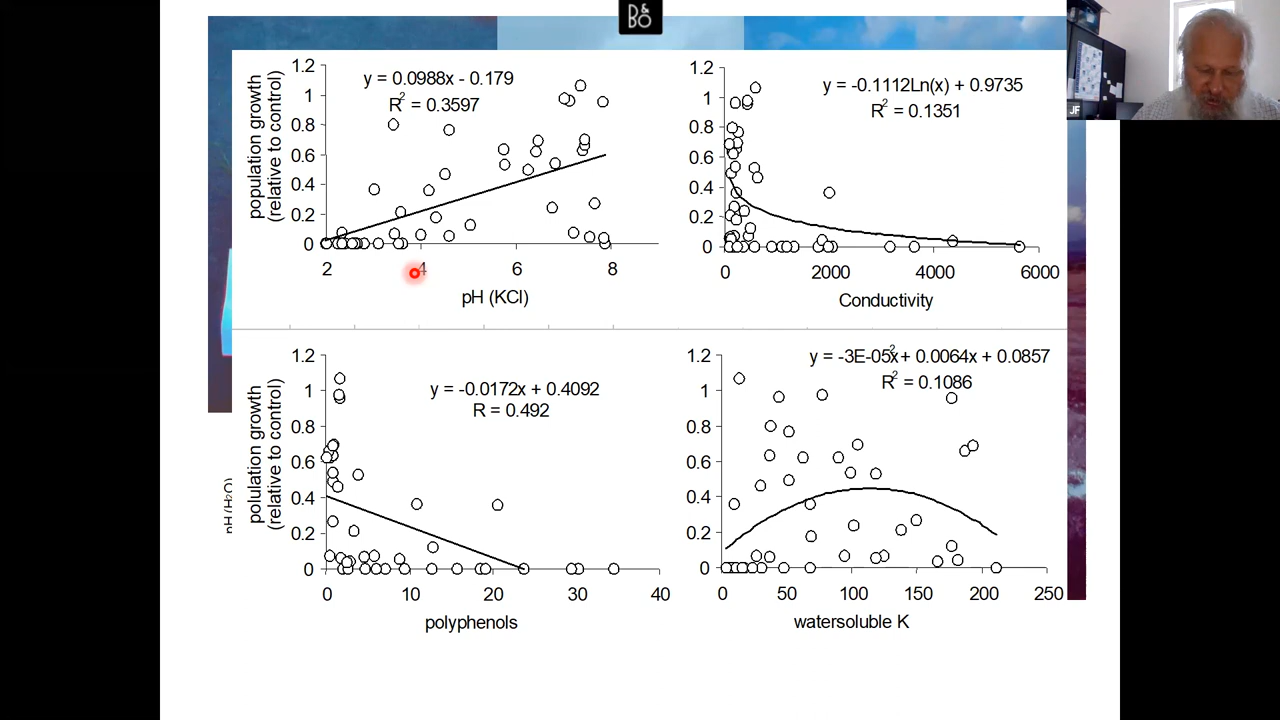 B&O
JF
y = 0.0988x - 0.179
R² = 0.3597
population growth
(relative to control)
1.2
1
0.8
0.6
0.4
0.2
0
2
4
6
8
pH (KCl)
y = -0.1112Ln(x) + 0.9735
R² = 0.1351
1.2
1
0.8
0.6
0.4
0.2
0
0
2000
4000
6000
Conductivity
y = -0.0172x + 0.4092
R = 0.492
polulation growth
(relative to control)
1.2
1
0.8
0.6
0.4
0.2
0
0
10
20
30
40
polyphenols
pH (H₂O)
y = -3E-05x² + 0.0064x + 0.0857
R² = 0.1086
1.2
1
0.8
0.6
0.4
0.2
0
0
50
100
150
200
250
watersoluble K